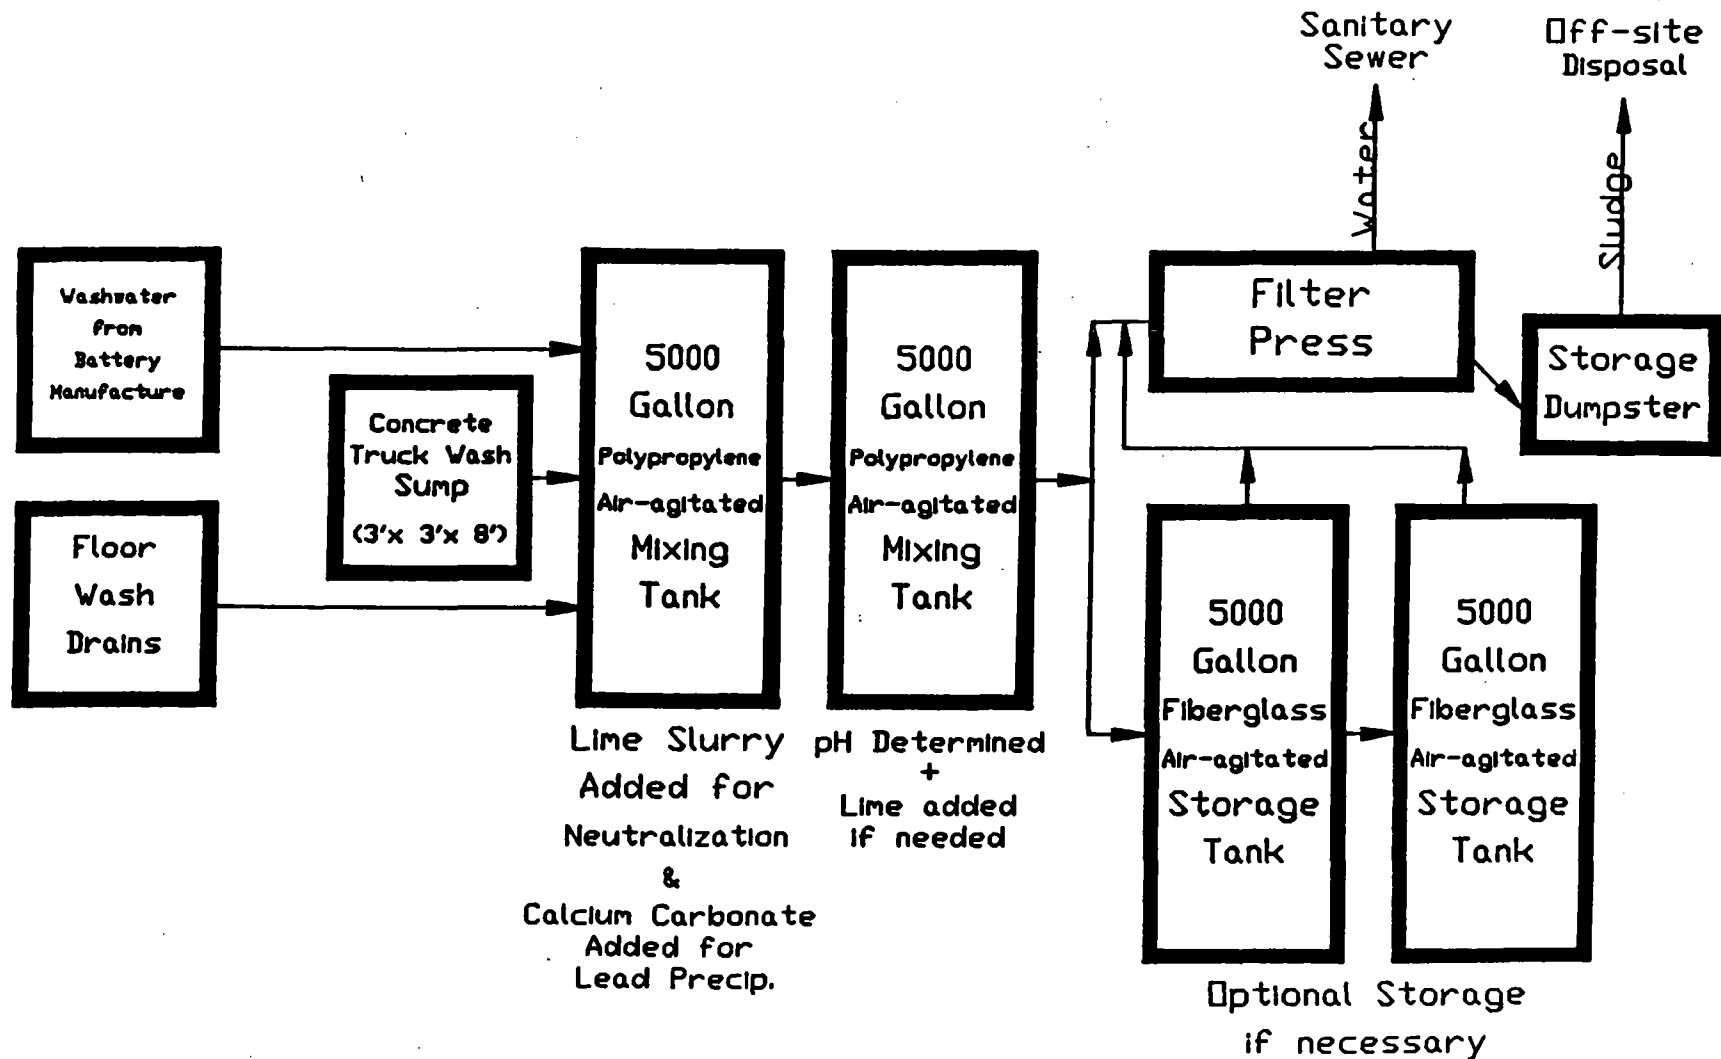 Sanitary
Sewer
Off-site
Disposal
Water
Sludge
Washwater
from
Battery
Manufacture
Concrete
Truck Wash
Sump
(3'x 3'x 8')
Floor
Wash
Drains
5000
Gallon
Polypropylene
Air-agitated
Mixing
Tank
Lime Slurry
Added for
Neutralization
&
Calcium Carbonate
Added for
Lead Precip.
5000
Gallon
Polypropylene
Air-agitated
Mixing
Tank
pH Determined
+
Lime added
if needed
Filter
Press
Storage
Dumpster
5000
Gallon
Fiberglass
Air-agitated
Storage
Tank
5000
Gallon
Fiberglass
Air-agitated
Storage
Tank
Optional Storage
if necessary